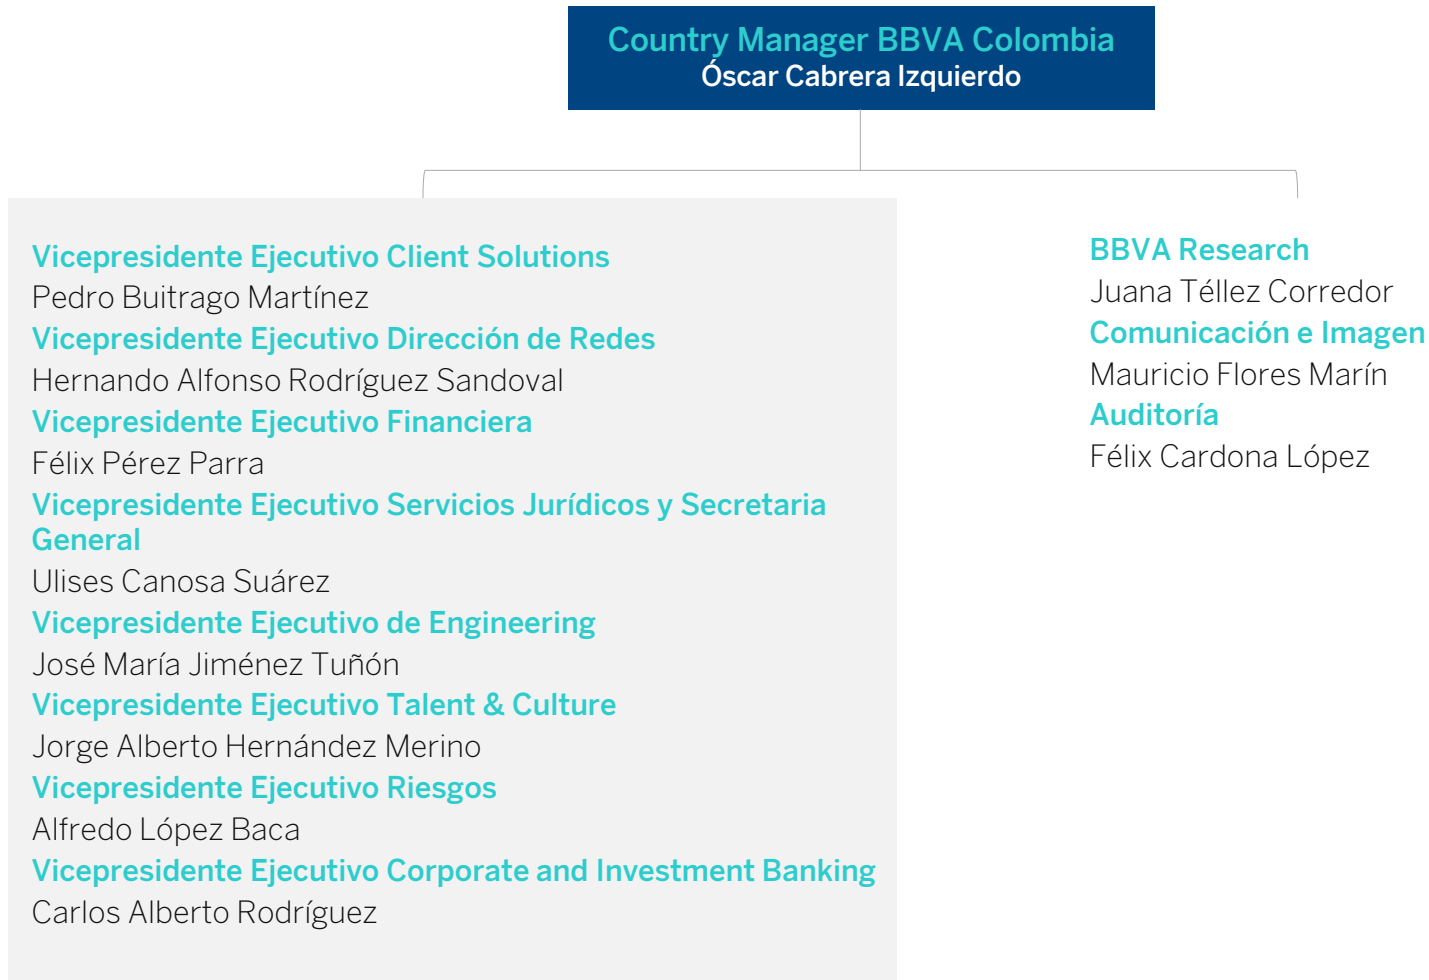 Country Manager BBVA Colombia
Óscar Cabrera Izquierdo
Vicepresidente Ejecutivo Client Solutions
Pedro Buitrago Martínez
Vicepresidente Ejecutivo Dirección de Redes
Hernando Alfonso Rodríguez Sandoval
Vicepresidente Ejecutivo Financiera
Félix Pérez Parra
Vicepresidente Ejecutivo Servicios Jurídicos y Secretaria
General
Ulises Canosa Suárez
Vicepresidente Ejecutivo de Engineering
José María Jiménez Tuñón
Vicepresidente Ejecutivo Talent & Culture
Jorge Alberto Hernández Merino
Vicepresidente Ejecutivo Riesgos
Alfredo López Baca
Vicepresidente Ejecutivo Corporate and Investment Banking
Carlos Alberto Rodríguez
BBVA Research
Juana Téllez Corredor
Comunicación e Imagen
Mauricio Flores Marín
Auditoría
Félix Cardona López